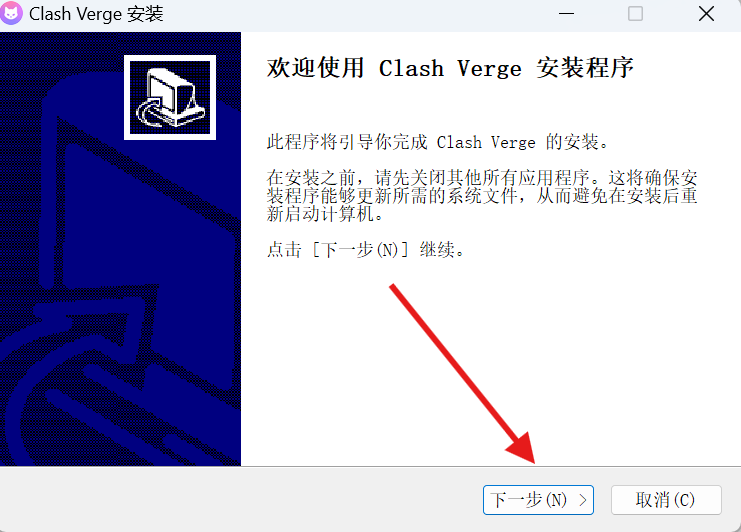 Clash Verge 安装
欢迎使用 Clash Verge 安装程序
此程序将引导你完成 Clash Verge 的安装。
在安装之前，请先关闭其他所有应用程序。这将确保安
装程序能够更新所需的系统文件，从而避免在安装后重
新启动计算机。
点击 [下一步(N)] 继续。
下一步(N) >
取消(C)